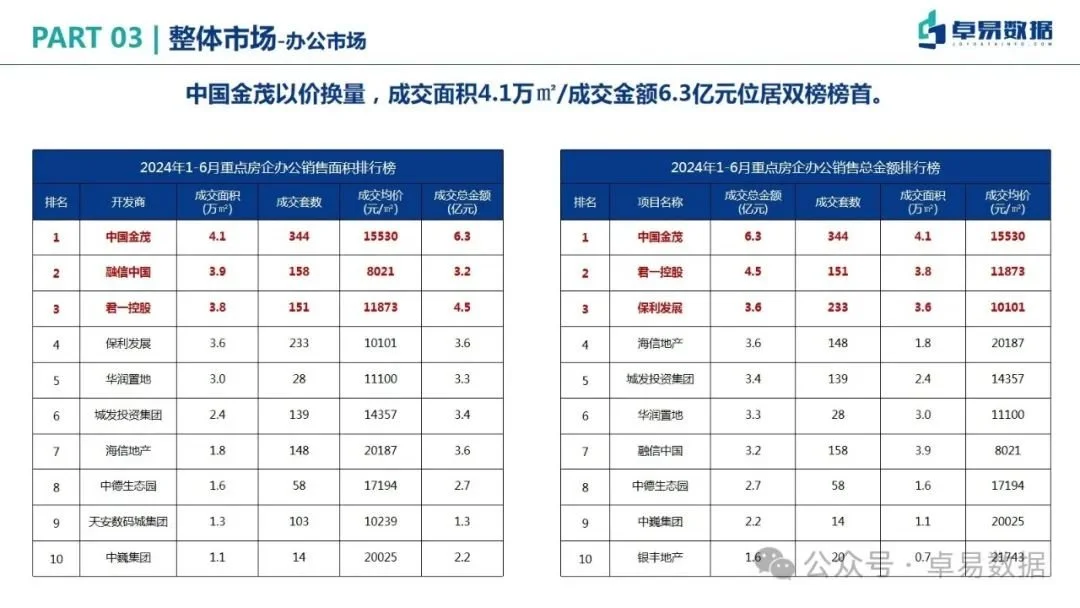 PART 03 | 整体市场-办公市场
卓易数据
JOYDATAINFO.COM
中国金茂以价换量，成交面积4.1万㎡/成交金额6.3亿元位居双榜榜首。
2024年1-6月重点房企办公销售面积排行榜
排名 开发商 成交面积(万㎡) 成交套数 成交均价(元/㎡) 成交总金额(亿元)
1 中国金茂 4.1 344 15530 6.3
2 融信中国 3.9 158 8021 3.2
3 君一控股 3.8 151 11873 4.5
4 保利发展 3.6 233 10101 3.6
5 华润置地 3.0 28 11100 3.3
6 城发投资集团 2.4 139 14357 3.4
7 海信地产 1.8 148 20187 3.6
8 中德生态园 1.6 58 17194 2.7
9 天安数码城集团 1.3 103 10239 1.3
10 中巍集团 1.1 14 20025 2.2
2024年1-6月重点房企办公销售总金额排行榜
排名 项目名称 成交总金额(亿元) 成交套数 成交面积(万㎡) 成交均价(元/㎡)
1 中国金茂 6.3 344 4.1 15530
2 君一控股 4.5 151 3.8 11873
3 保利发展 3.6 233 3.6 10101
4 海信地产 3.6 148 1.8 20187
5 城发投资集团 3.4 139 2.4 14357
6 华润置地 3.3 28 3.0 11100
7 融信中国 3.2 158 3.9 8021
8 中德生态园 2.7 58 1.6 17194
9 中巍集团 2.2 14 1.1 20025
10 银丰地产 1.6 20 0.7 21743
公众号 · 卓易数据